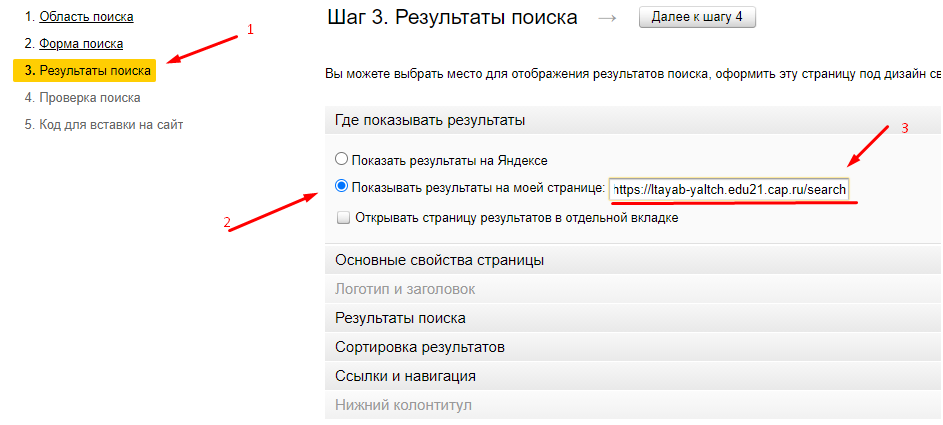 1. Область поиска
2. Форма поиска
3. Результаты поиска
4. Проверка поиска
5. Код для вставки на сайт
1
Шаг 3. Результаты поиска → Далее к шагу 4
Вы можете выбрать место для отображения результатов поиска, оформить эту страницу под дизайн св
Где показывать результаты
3
Показать результаты на Яндексе
Показывать результаты на моей странице: https://ltayab-yaltch.edu21.cap.ru/search
2
Открывать страницу результатов в отдельной вкладке
Основные свойства страницы
Логотип и заголовок
Результаты поиска
Сортировка результатов
Ссылки и навигация
Нижний колонтитул